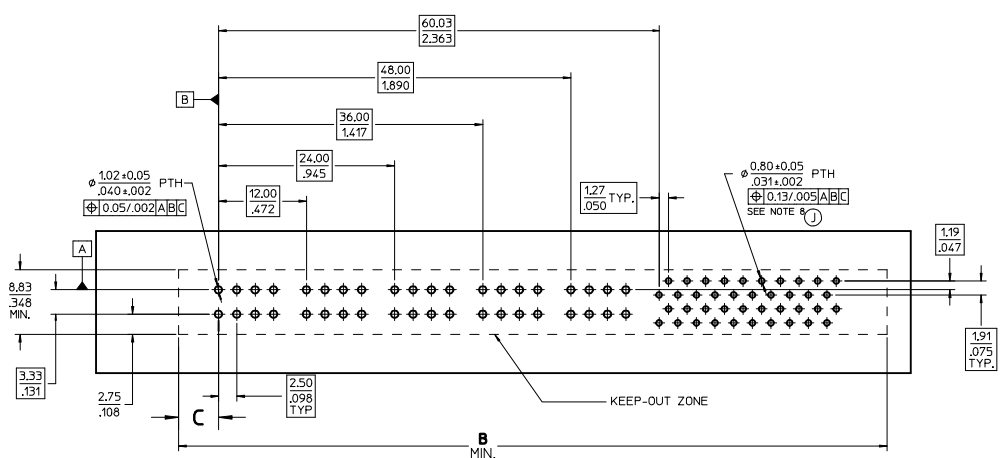 60.03
2.363
48.00
1.890
B
36.00
1.417
24.00
.945
⌀ 1.02±0.05 PTH
.040±.002
⌖ 0.05/.002 A B C
12.00
.472
1.27 TYP.
.050
⌀ 0.80±0.05 PTH
.031±.002
⌖ 0.13/.005 A B C
SEE NOTE 8 J
1.19
.047
A
8.83
.348
MIN.
3.33
.131
2.75
.108
C
2.50
.098
TYP
KEEP-OUT ZONE
1.91
.075
TYP.
B
MIN.